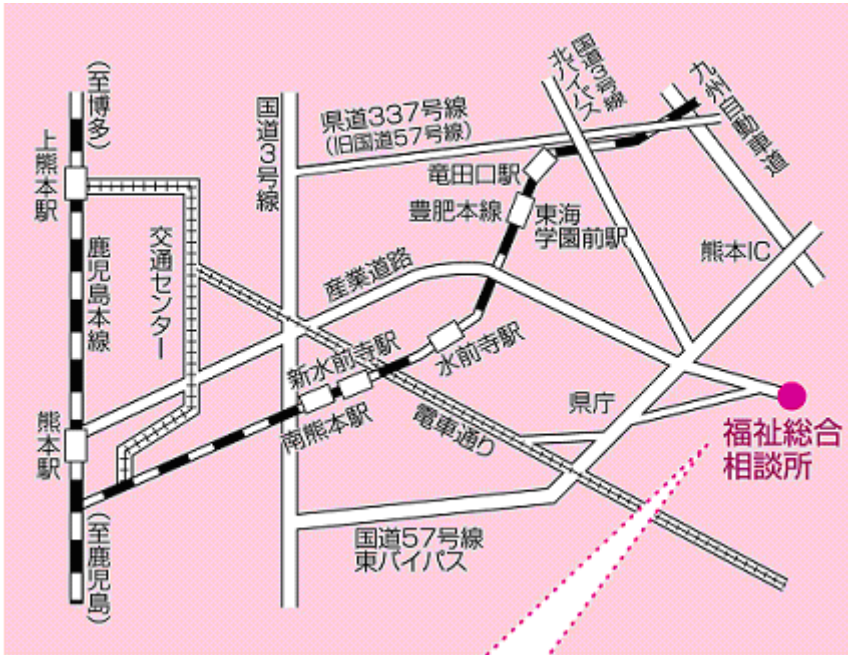 (至博多)
上熊本駅
鹿児島本線
熊本駅
(至鹿児島)
交通センター
国道3号線
県道337号線
(旧国道57号線)
国道3号線
北バイパス
九州自動車道
竜田口駅
豊肥本線
東海
学園前駅
熊本IC
産業道路
新水前寺駅
水前寺駅
南熊本駅
電車通り
県庁
福祉総合
相談所
国道57号線
東バイパス